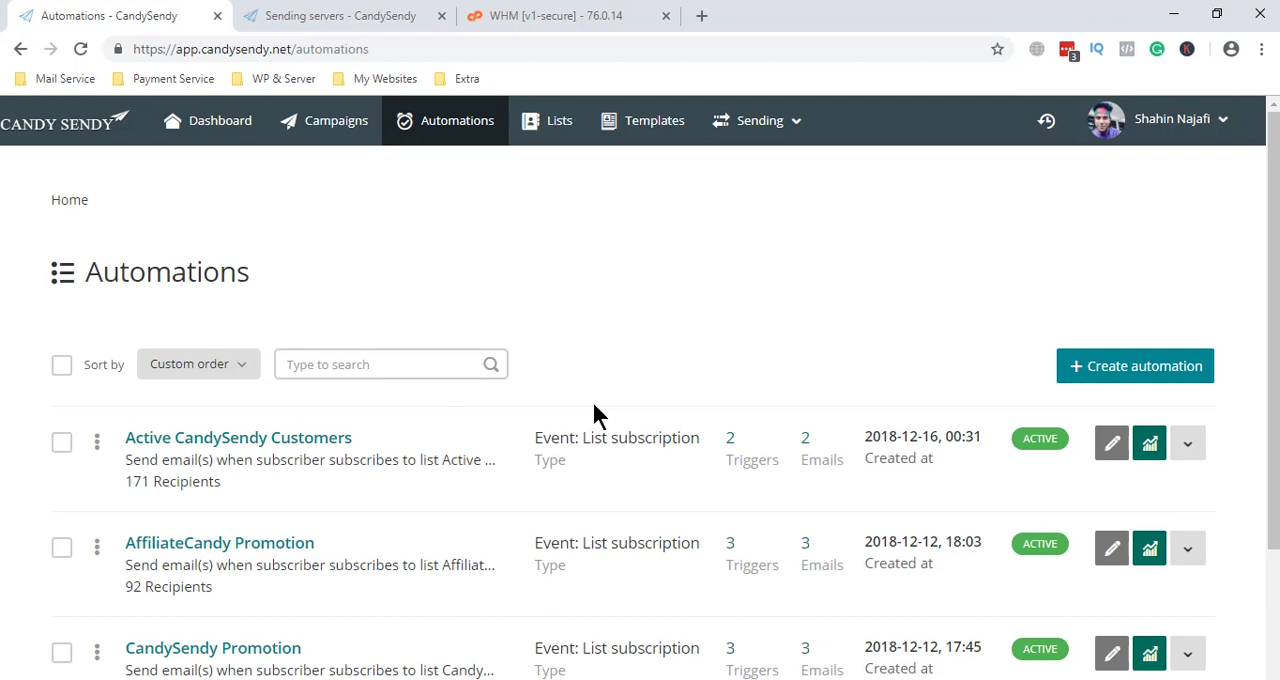 Automations - CandySendy
Sending servers - CandySendy
WHM [v1-secure] - 76.0.14
https://app.candysendy.net/automations
3
Mail Service
Payment Service
WP & Server
My Websites
Extra
CANDY SENDY
Dashboard
Campaigns
Automations
Lists
Templates
Sending
Shahin Najafi
Home
Automations
Sort by
Custom order
Type to search
+ Create automation
Active CandySendy Customers
Event: List subscription
2
2
2018-12-16, 00:31
ACTIVE
Send email(s) when subscriber subscribes to list Active ...
Type
Triggers
Emails
Created at
171 Recipients
AffiliateCandy Promotion
Event: List subscription
3
3
2018-12-12, 18:03
ACTIVE
Send email(s) when subscriber subscribes to list Affiliat...
Type
Triggers
Emails
Created at
92 Recipients
CandySendy Promotion
Event: List subscription
3
3
2018-12-12, 17:45
ACTIVE
Send email(s) when subscriber subscribes to list Candy...
Type
Triggers
Emails
Created at